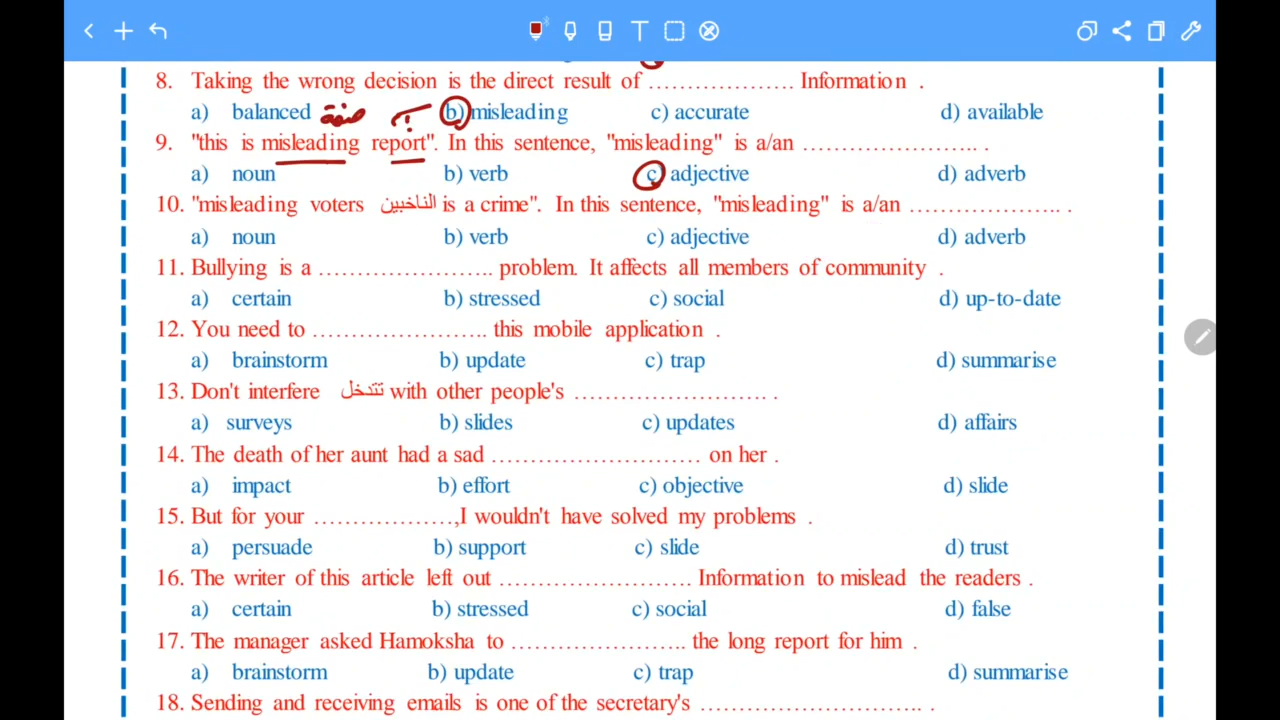 8. Taking the wrong decision is the direct result of ………………. Information .
a) balanced صفة b) misleading c) accurate d) available
9. "this is misleading report". In this sentence, "misleading" is a/an ………………….. .
a) noun b) verb c) adjective d) adverb
10. "misleading voters الناخبين is a crime". In this sentence, "misleading" is a/an ……………….. .
a) noun b) verb c) adjective d) adverb
11. Bullying is a ………………….. problem. It affects all members of community .
a) certain b) stressed c) social d) up-to-date
12. You need to ………………….. this mobile application .
a) brainstorm b) update c) trap d) summarise
13. Don't interfere تتدخل with other people's ……………………. .
a) surveys b) slides c) updates d) affairs
14. The death of her aunt had a sad ……………………… on her .
a) impact b) effort c) objective d) slide
15. But for your ………………,I wouldn't have solved my problems .
a) persuade b) support c) slide d) trust
16. The writer of this article left out ……………………. Information to mislead the readers .
a) certain b) stressed c) social d) false
17. The manager asked Hamoksha to ………………….. the long report for him .
a) brainstorm b) update c) trap d) summarise
18. Sending and receiving emails is one of the secretary's ……………………….. .